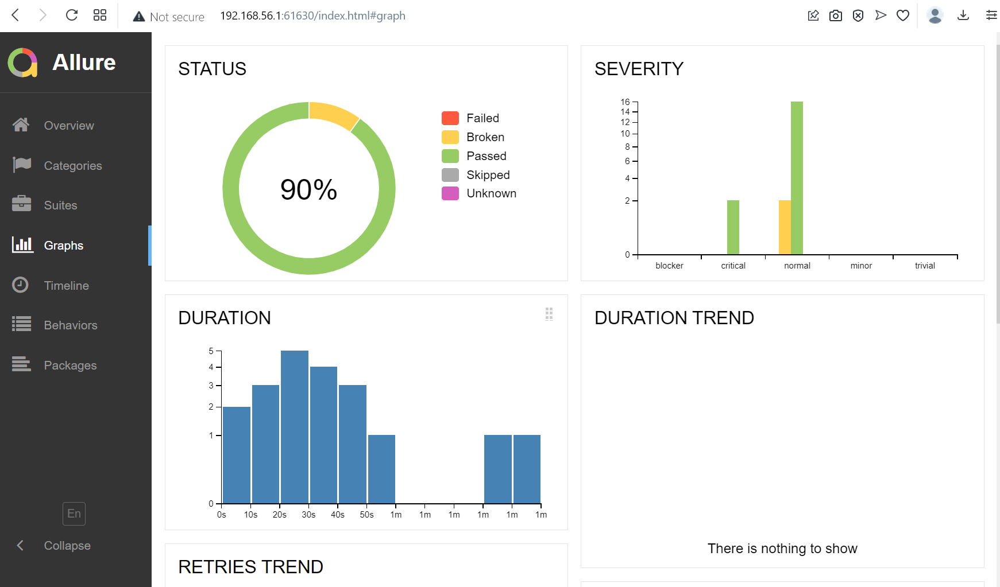 Not secure 192.168.56.1:61630/index.html#graph
Allure
Overview
Categories
Suites
Graphs
Timeline
Behaviors
Packages
En
Collapse
STATUS
90%
Failed
Broken
Passed
Skipped
Unknown
SEVERITY
16
14
12
10
8
6
4
2
0
blocker critical normal minor trivial
DURATION
5
4
3
2
1
0
0s 10s 20s 30s 40s 50s 1m 1m 1m 1m 1m 1m
DURATION TREND
There is nothing to show
RETRIES TREND